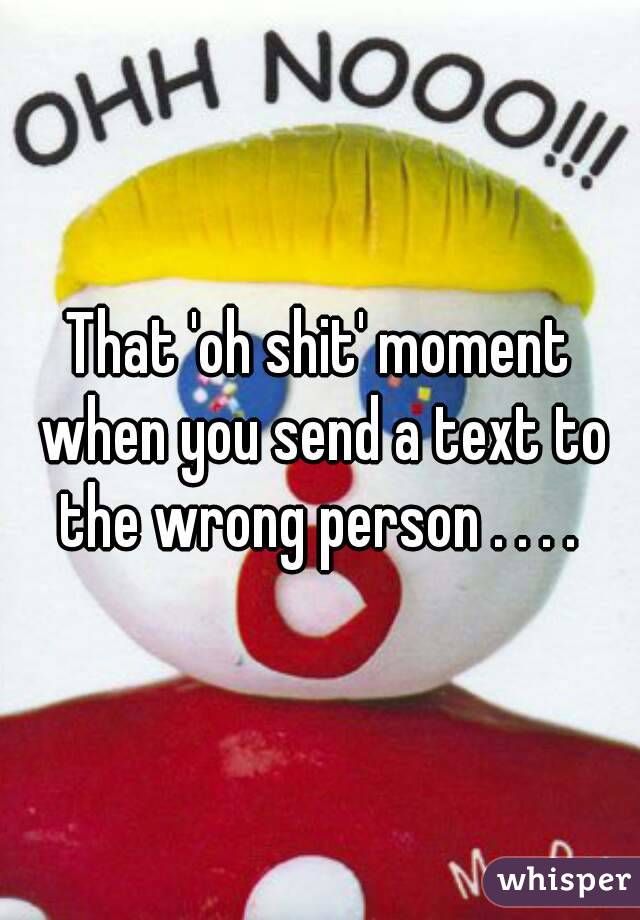 OHH NOOO!!!
That 'oh shit' moment
when you send a text to
the wrong person . . . .
whisper